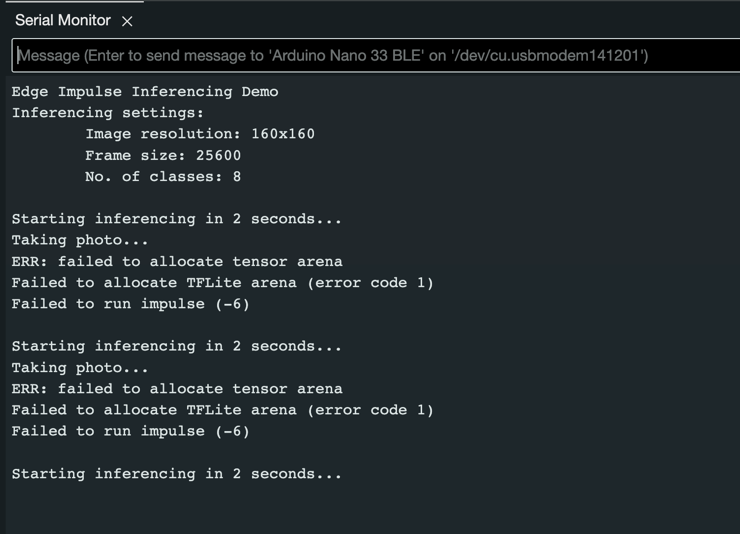 Serial Monitor ×
Message (Enter to send message to 'Arduino Nano 33 BLE' on '/dev/cu.usbmodem141201')
Edge Impulse Inferencing Demo
Inferencing settings:
        Image resolution: 160x160
        Frame size: 25600
        No. of classes: 8

Starting inferencing in 2 seconds...
Taking photo...
ERR: failed to allocate tensor arena
Failed to allocate TFLite arena (error code 1)
Failed to run impulse (-6)

Starting inferencing in 2 seconds...
Taking photo...
ERR: failed to allocate tensor arena
Failed to allocate TFLite arena (error code 1)
Failed to run impulse (-6)

Starting inferencing in 2 seconds...